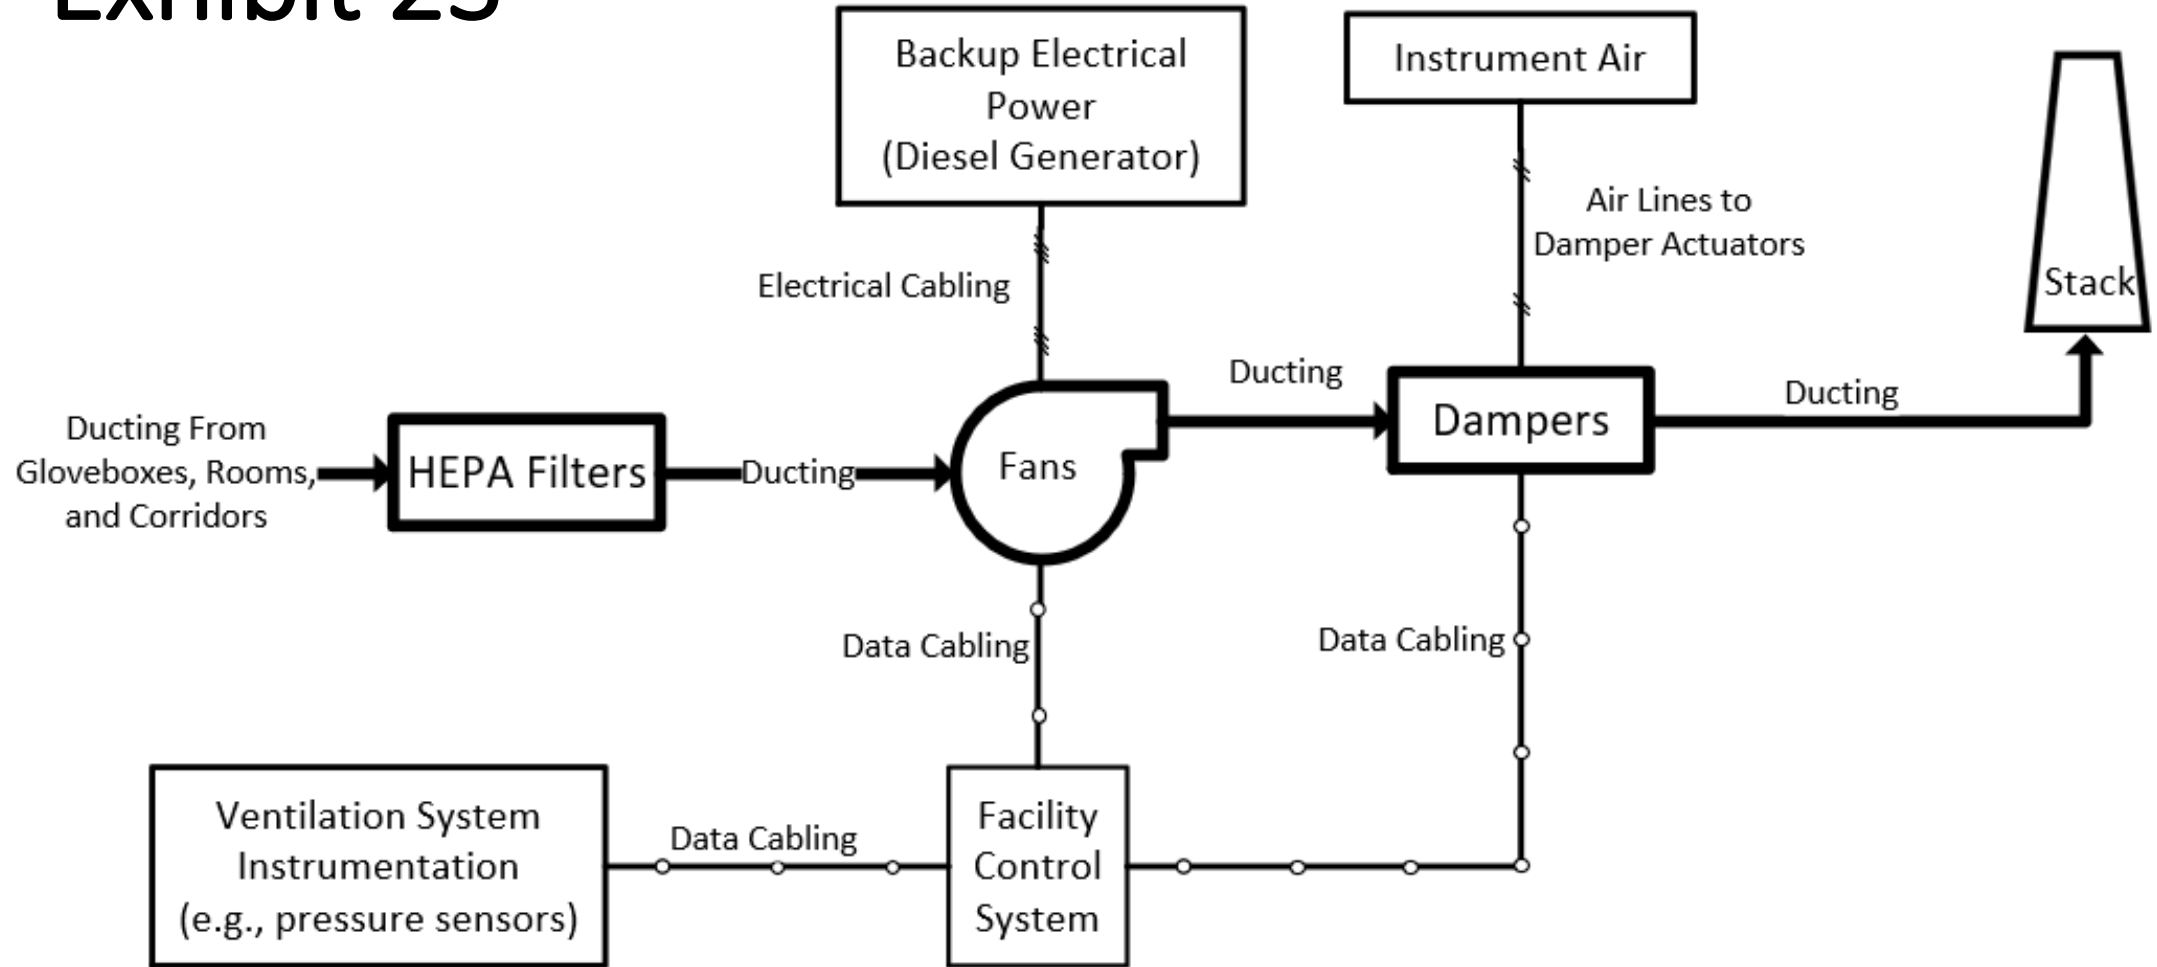 Exhibit 23
Backup Electrical
Power
(Diesel Generator)
Instrument Air
Air Lines to
Damper Actuators
Stack
Electrical Cabling
Ducting
Ducting
Ducting From
Gloveboxes, Rooms,
and Corridors
HEPA Filters
Ducting
Fans
Dampers
Data Cabling
Data Cabling
Ventilation System
Instrumentation
(e.g., pressure sensors)
Data Cabling
Facility
Control
System